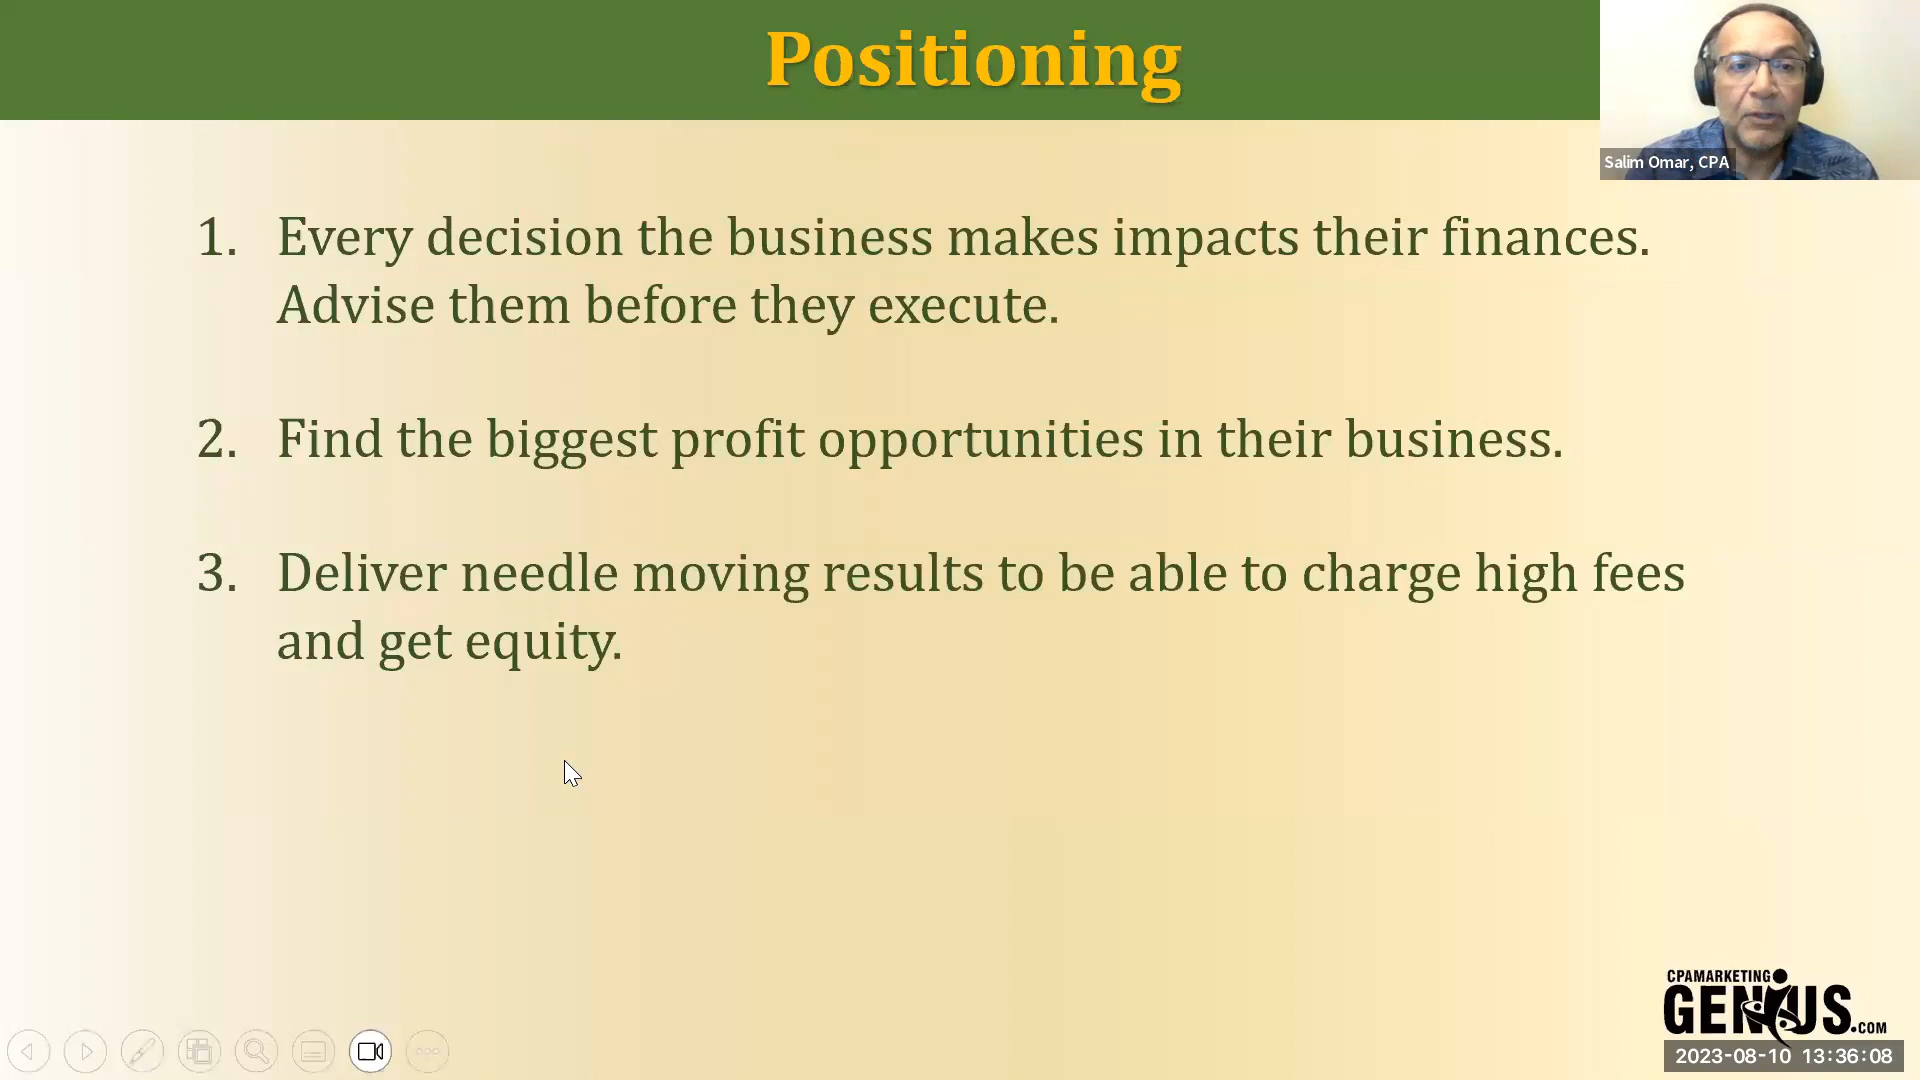 Positioning
Salim Omar, CPA
1. Every decision the business makes impacts their finances.
Advise them before they execute.
2. Find the biggest profit opportunities in their business.
3. Deliver needle moving results to be able to charge high fees
and get equity.
CPAMARKETING
GENIUS.COM
2023-08-10 13:36:08